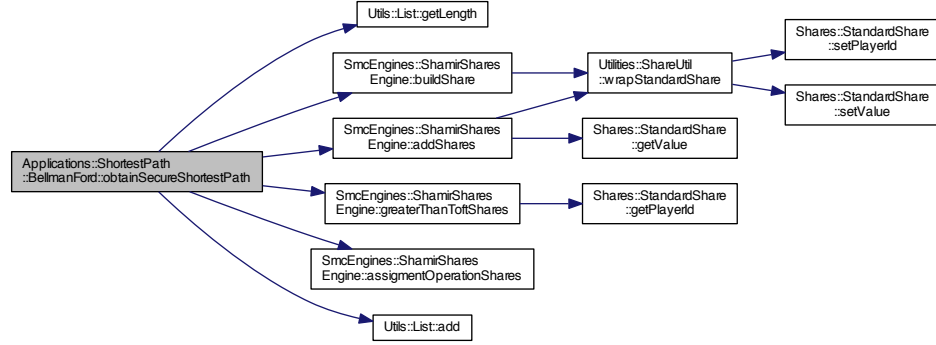 Applications::ShortestPath
::BellmanFord::obtainSecureShortestPath
Utils::List::getLength
SmcEngines::ShamirShares
Engine::buildShare
SmcEngines::ShamirShares
Engine::addShares
SmcEngines::ShamirShares
Engine::greaterThanToftShares
SmcEngines::ShamirShares
Engine::assigmentOperationShares
Utils::List::add
Utilities::ShareUtil
::wrapStandardShare
Shares::StandardShare
::getValue
Shares::StandardShare
::getPlayerId
Shares::StandardShare
::setPlayerId
Shares::StandardShare
::setValue